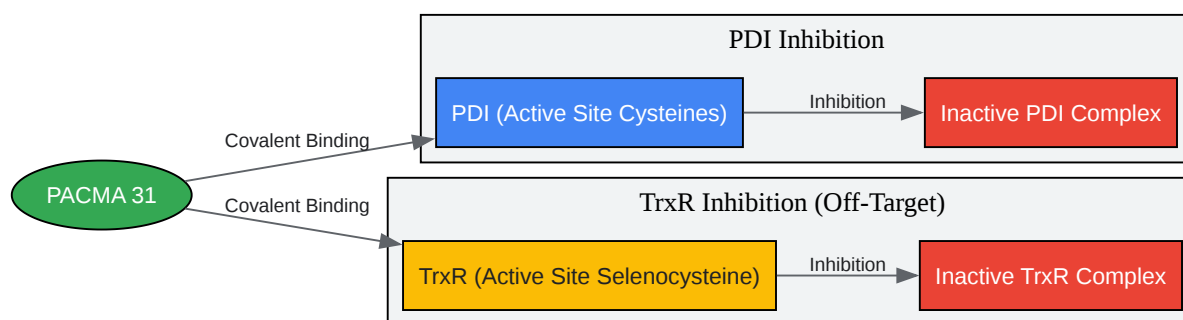 PDI Inhibition
PDI (Active Site Cysteines)
Inhibition
Inactive PDI Complex
Covalent Binding
PACMA 31
Covalent Binding
TrxR Inhibition (Off-Target)
TrxR (Active Site Selenocysteine)
Inhibition
Inactive TrxR Complex